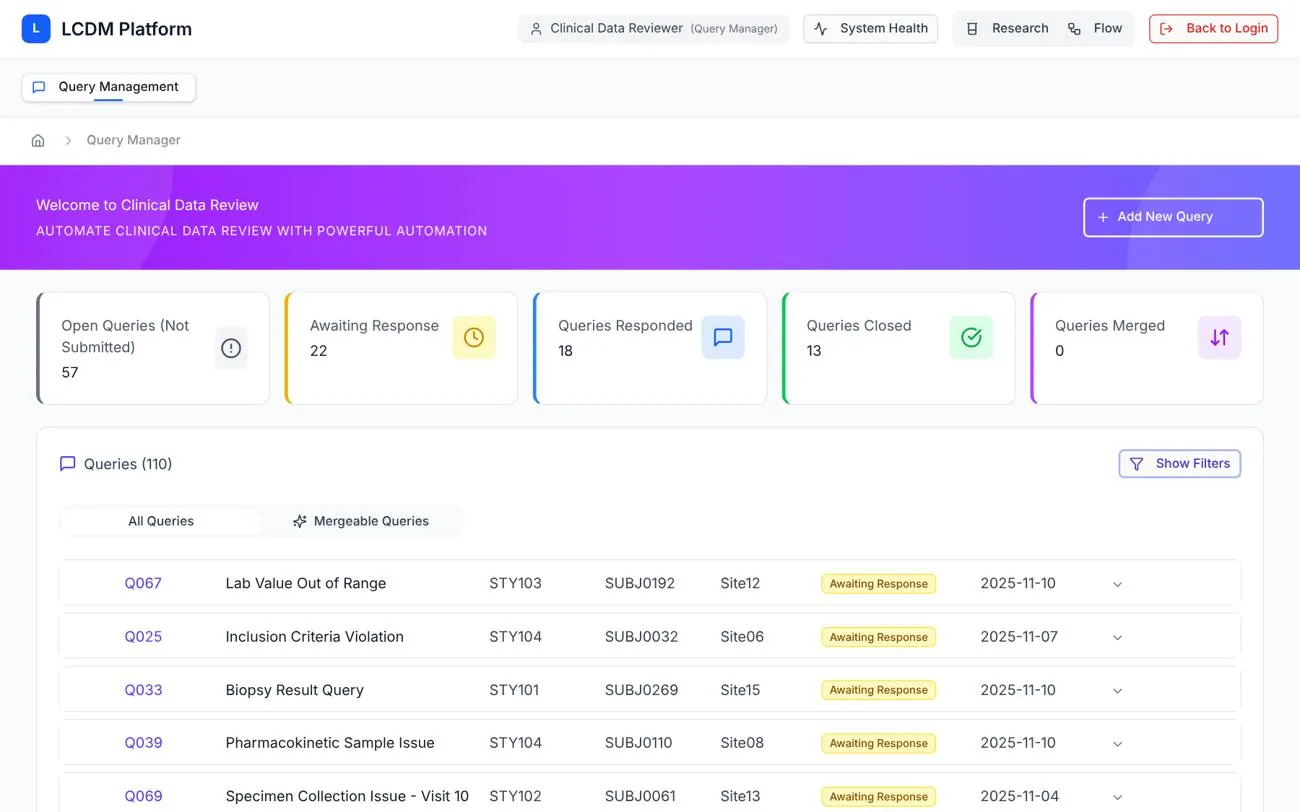 L LCDM Platform
Clinical Data Reviewer (Query Manager)
System Health
Research
Flow
Back to Login
Query Management
Query Manager
Welcome to Clinical Data Review
AUTOMATE CLINICAL DATA REVIEW WITH POWERFUL AUTOMATION
Add New Query
Open Queries (Not
Submitted)
57
Awaiting Response
22
Queries Responded
18
Queries Closed
13
Queries Merged
0
Queries (110)
Show Filters
All Queries
Mergeable Queries
Q067 Lab Value Out of Range STY103 SUBJ0192 Site12 Awaiting Response 2025-11-10
Q025 Inclusion Criteria Violation STY104 SUBJ0032 Site06 Awaiting Response 2025-11-07
Q033 Biopsy Result Query STY101 SUBJ0269 Site15 Awaiting Response 2025-11-10
Q039 Pharmacokinetic Sample Issue STY104 SUBJ0110 Site08 Awaiting Response 2025-11-10
Q069 Specimen Collection Issue - Visit 10 STY102 SUBJ0061 Site13 Awaiting Response 2025-11-04